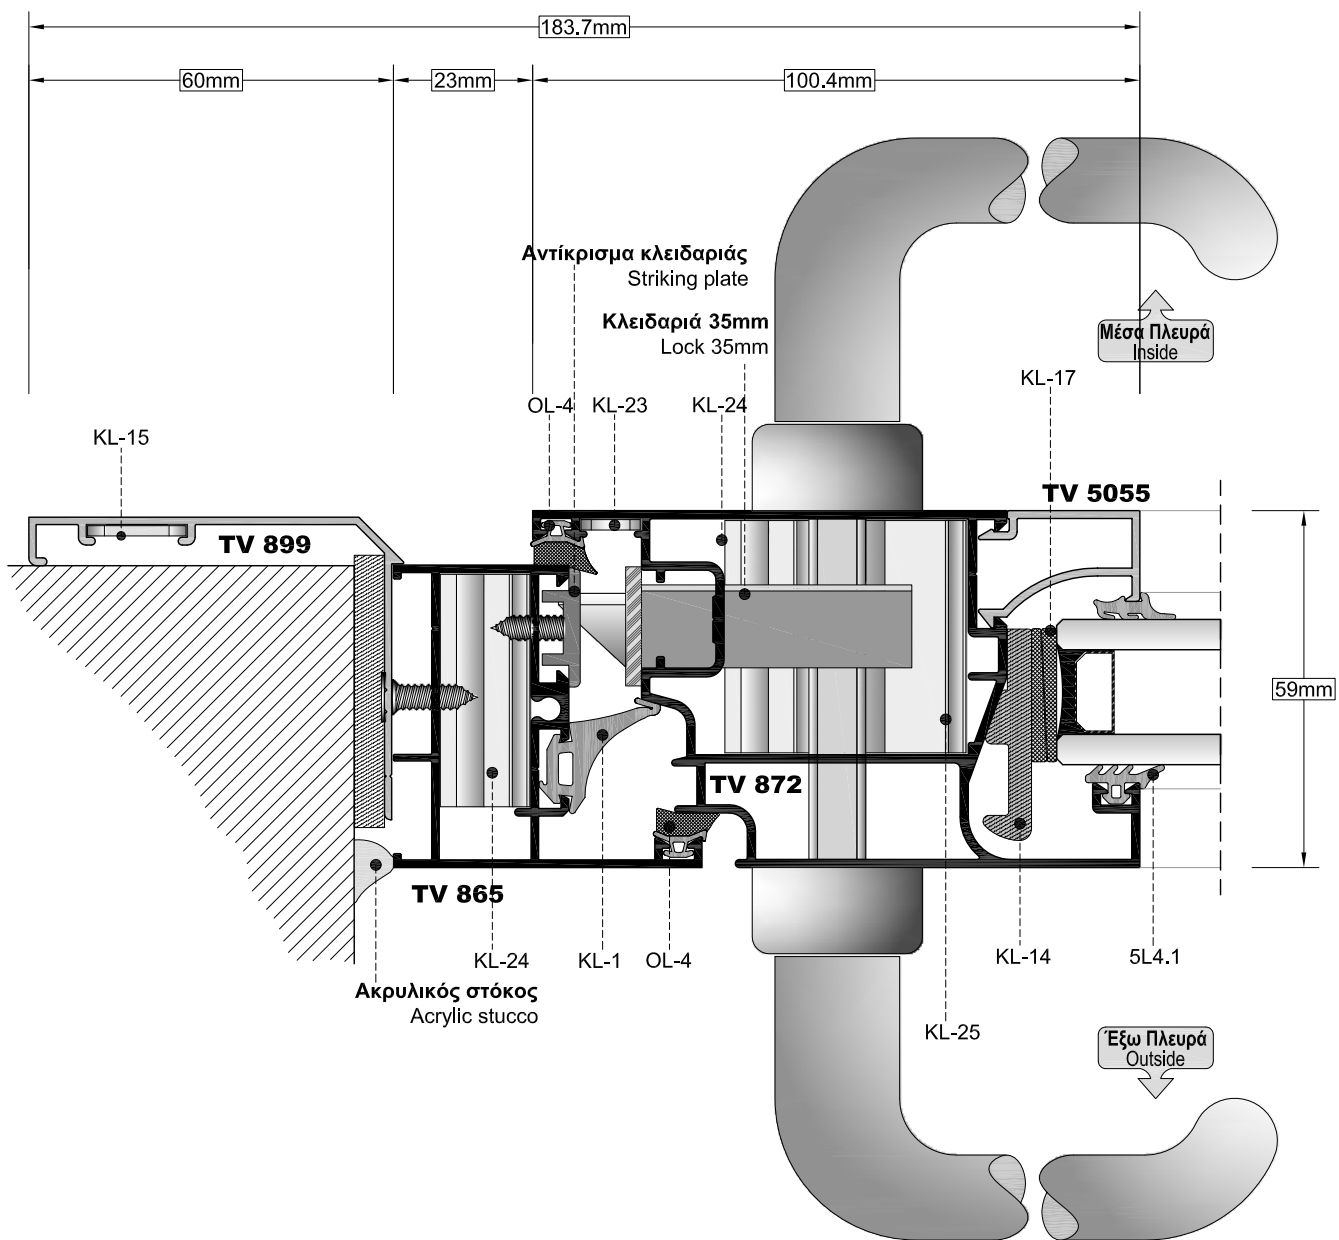 183.7mm
60mm
23mm
100.4mm
Αντίκρισμα κλειδαριάς
Striking plate
Κλειδαριά 35mm
Lock 35mm
Μέσα Πλευρά
Inside
KL-17
OL-4
KL-23
KL-24
KL-15
TV 5055
TV 899
59mm
TV 872
TV 865
KL-24
KL-1
OL-4
KL-14
5L4.1
Ακρυλικός στόκος
Acrylic stucco
KL-25
Έξω Πλευρά
Outside